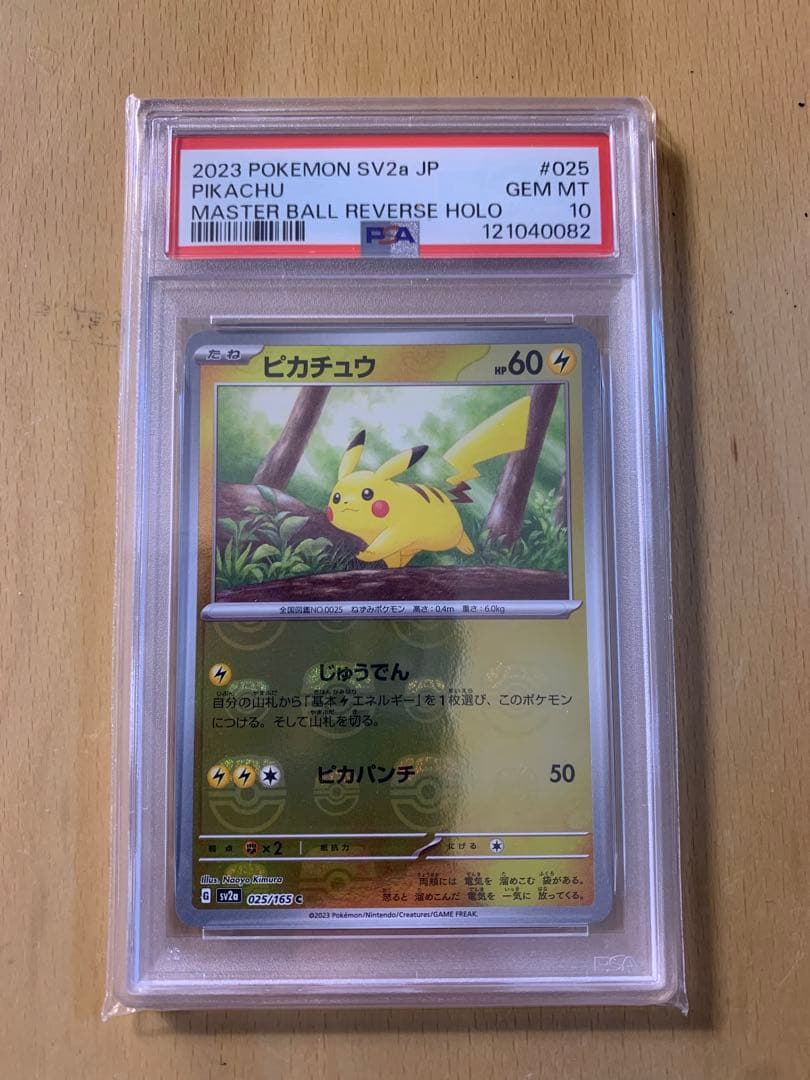 2023 POKEMON SV2a JP #025
PIKACHU GEM MT
MASTER BALL REVERSE HOLO 10
PSA 121040082
たね ピカチュウ HP60
全国図鑑NO.0025 ねずみポケモン 高さ:0.4m 重さ:6.0kg
じゅうでん
自分の山札から「基本エネルギー」を1枚選び、このポケモン
につける。そして山札を切る。
ピカパンチ 50
弱点 ×2 抵抗力 にげる
Illus. Naoyo Kimura
両頬には 電気を 溜めこむ 袋がある。
G sv2a 025/165 C
怒ると 溜めこんだ 電気を 一気に 放ってくる。
©2023 Pokémon/Nintendo/Creatures/GAME FREAK.
PSA